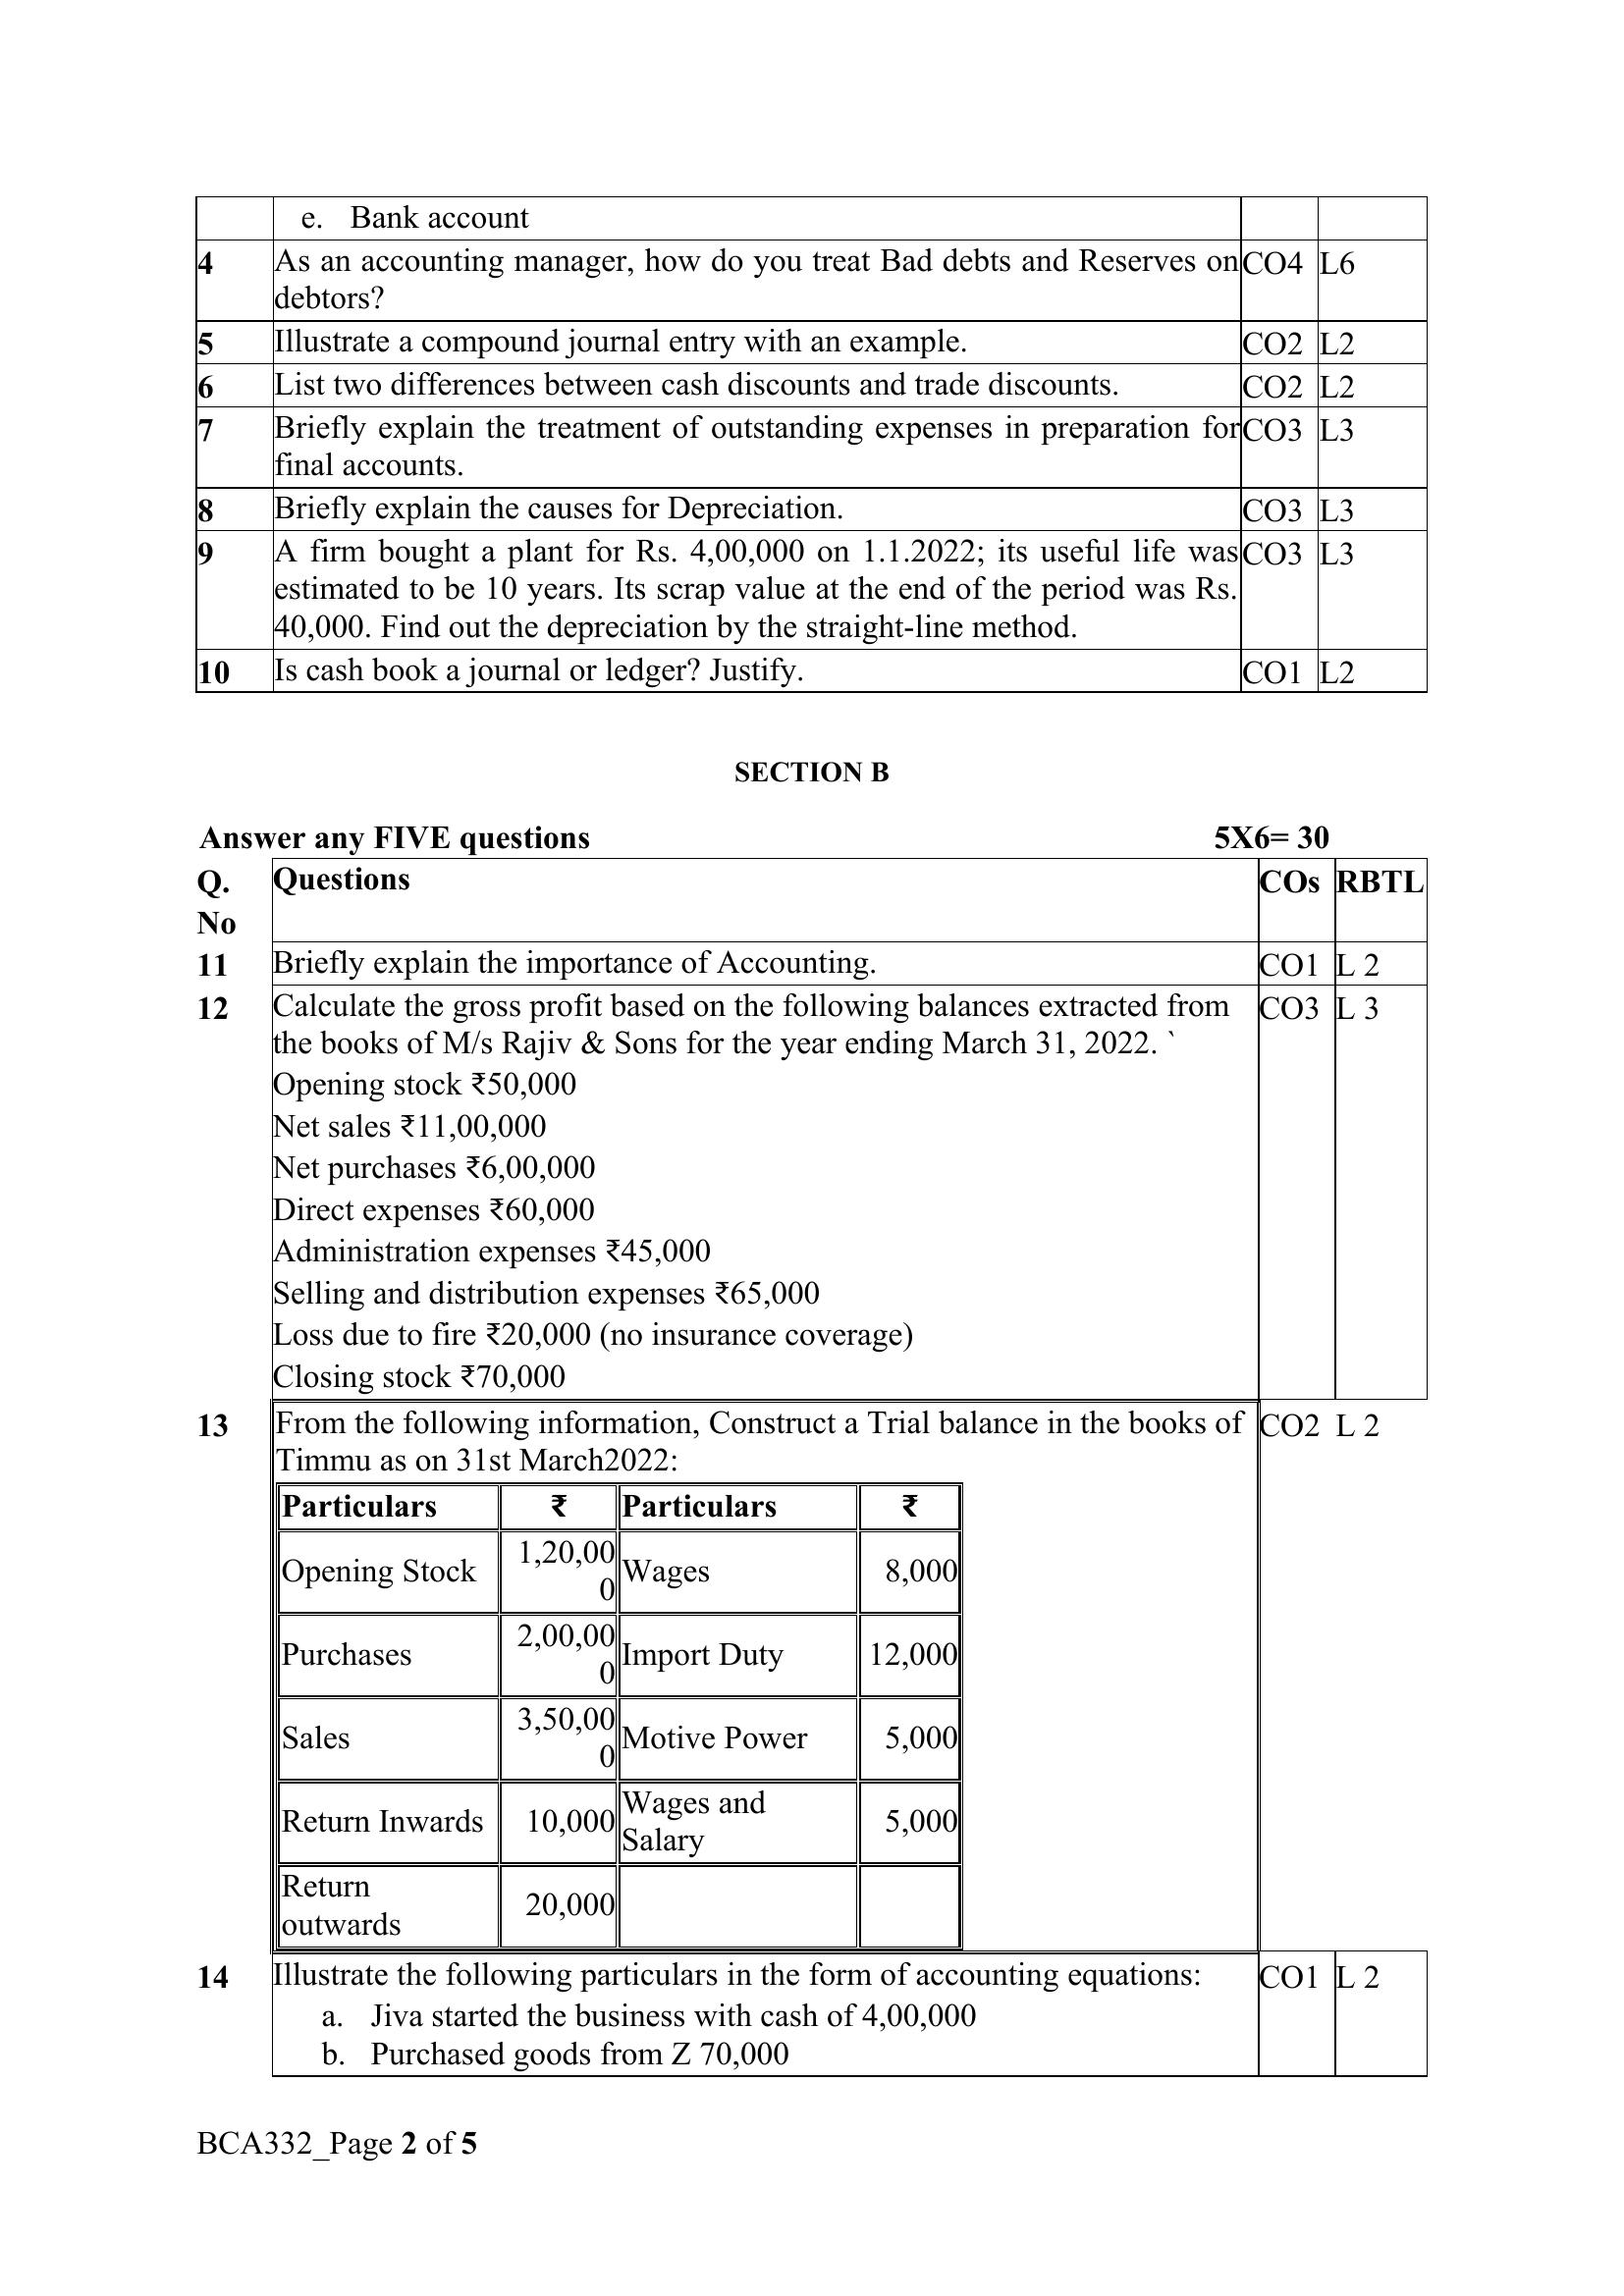 e. Bank account
4 As an accounting manager, how do you treat Bad debts and Reserves on CO4 L6
debtors?
5 Illustrate a compound journal entry with an example. CO2 L2
6 List two differences between cash discounts and trade discounts. CO2 L2
7 Briefly explain the treatment of outstanding expenses in preparation for CO3 L3
final accounts.
8 Briefly explain the causes for Depreciation. CO3 L3
9 A firm bought a plant for Rs. 4,00,000 on 1.1.2022; its useful life was CO3 L3
estimated to be 10 years. Its scrap value at the end of the period was Rs.
40,000. Find out the depreciation by the straight-line method.
10 Is cash book a journal or ledger? Justify. CO1 L2
SECTION B
Answer any FIVE questions 5X6= 30
Q. Questions COs RBTL
No
11 Briefly explain the importance of Accounting. CO1 L 2
12 Calculate the gross profit based on the following balances extracted from CO3 L 3
the books of M/s Rajiv & Sons for the year ending March 31, 2022. `
Opening stock ₹50,000
Net sales ₹11,00,000
Net purchases ₹6,00,000
Direct expenses ₹60,000
Administration expenses ₹45,000
Selling and distribution expenses ₹65,000
Loss due to fire ₹20,000 (no insurance coverage)
Closing stock ₹70,000
13 From the following information, Construct a Trial balance in the books of CO2 L 2
Timmu as on 31st March2022:
Particulars ₹ Particulars ₹
Opening Stock 1,20,00 Wages 8,000
0
Purchases 2,00,00 Import Duty 12,000
0
Sales 3,50,00 Motive Power 5,000
0
Return Inwards 10,000 Wages and 5,000
Salary
Return 20,000
outwards
14 Illustrate the following particulars in the form of accounting equations: CO1 L 2
a. Jiva started the business with cash of 4,00,000
b. Purchased goods from Z 70,000
BCA332_Page 2 of 5